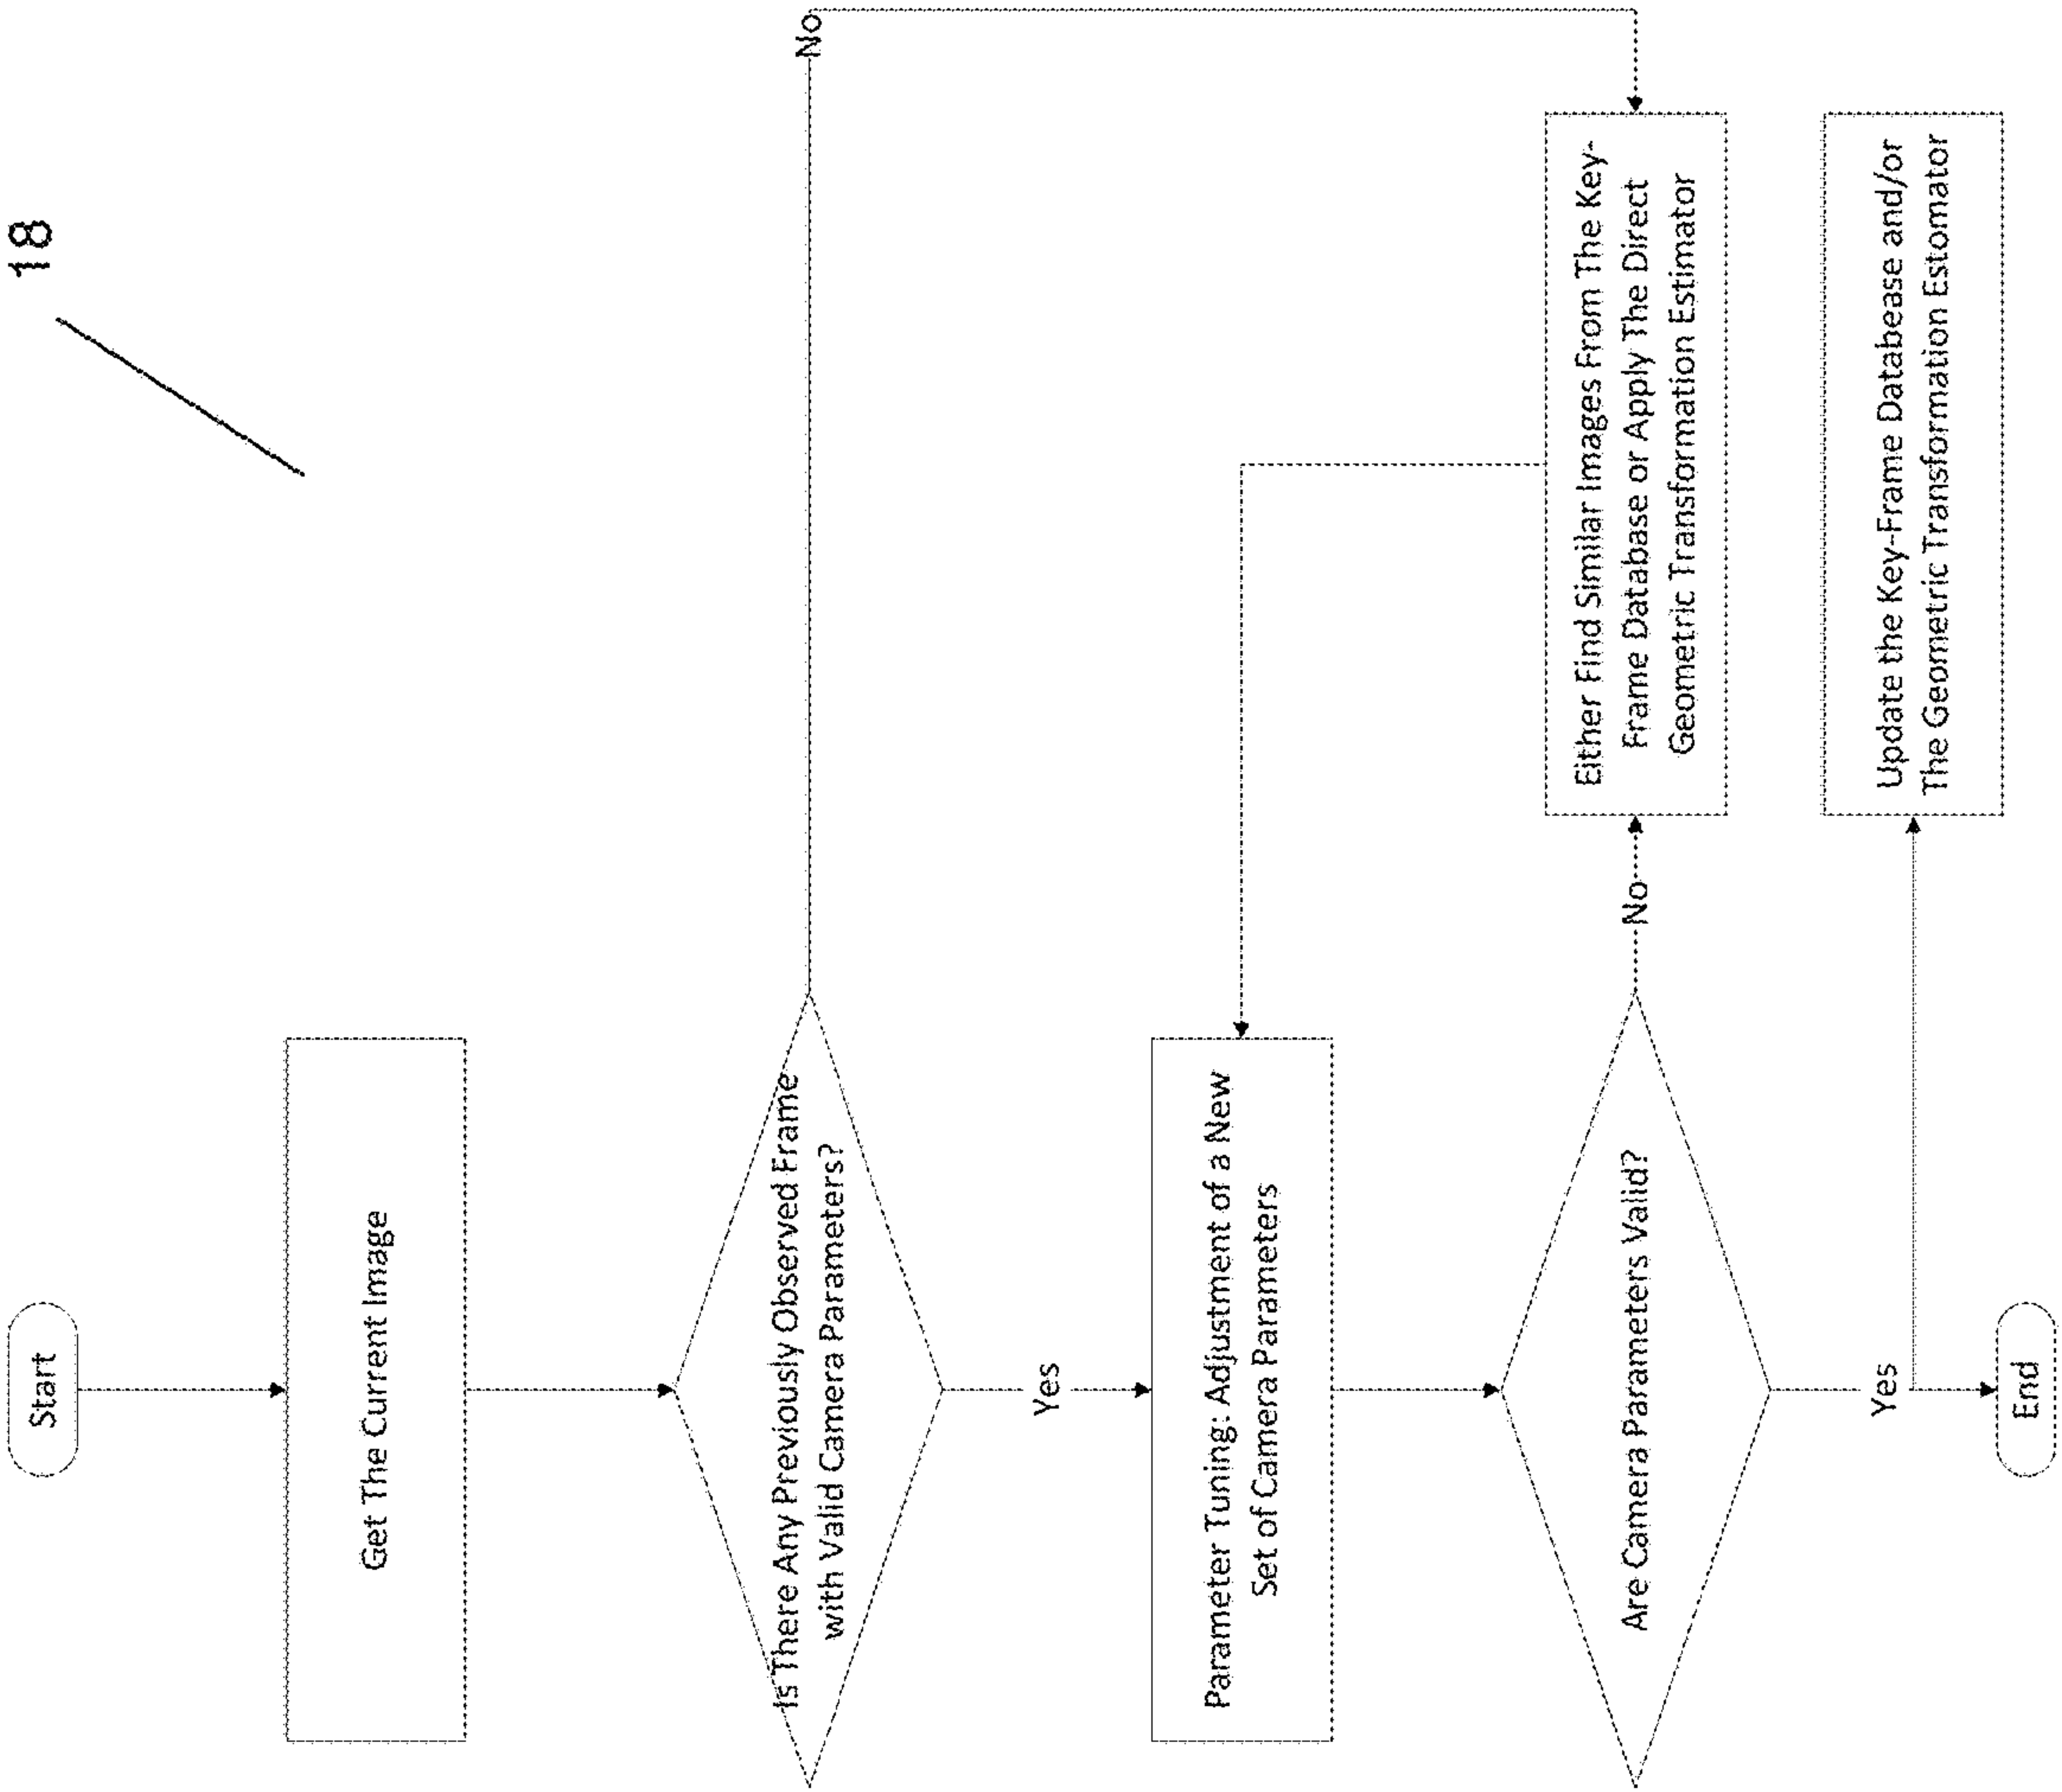 18
Start
Get The Current Image
Is There Any Previously Observed Frame
with Valid Camera Parameters?
No
Yes
Parameter Tuning: Adjustment of a New
Set of Camera Parameters
Are Camera Parameters Valid?
No
Either Find Similar Images From The Key-
Frame Database or Apply The Direct
Geometric Transformation Estimator
Yes
Update the Key-Frame Databease and/or
The Geometric Transformation Estomator
End